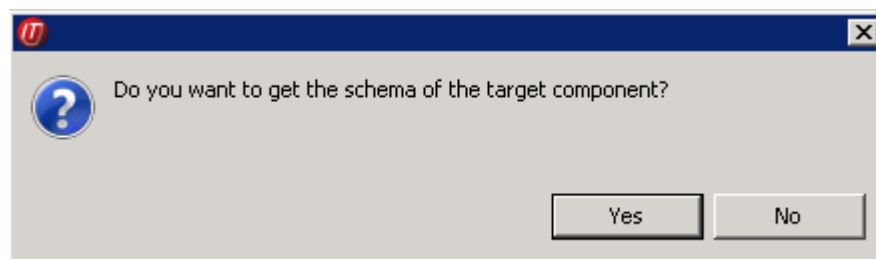 Do you want to get the schema of the target component?
Yes
No